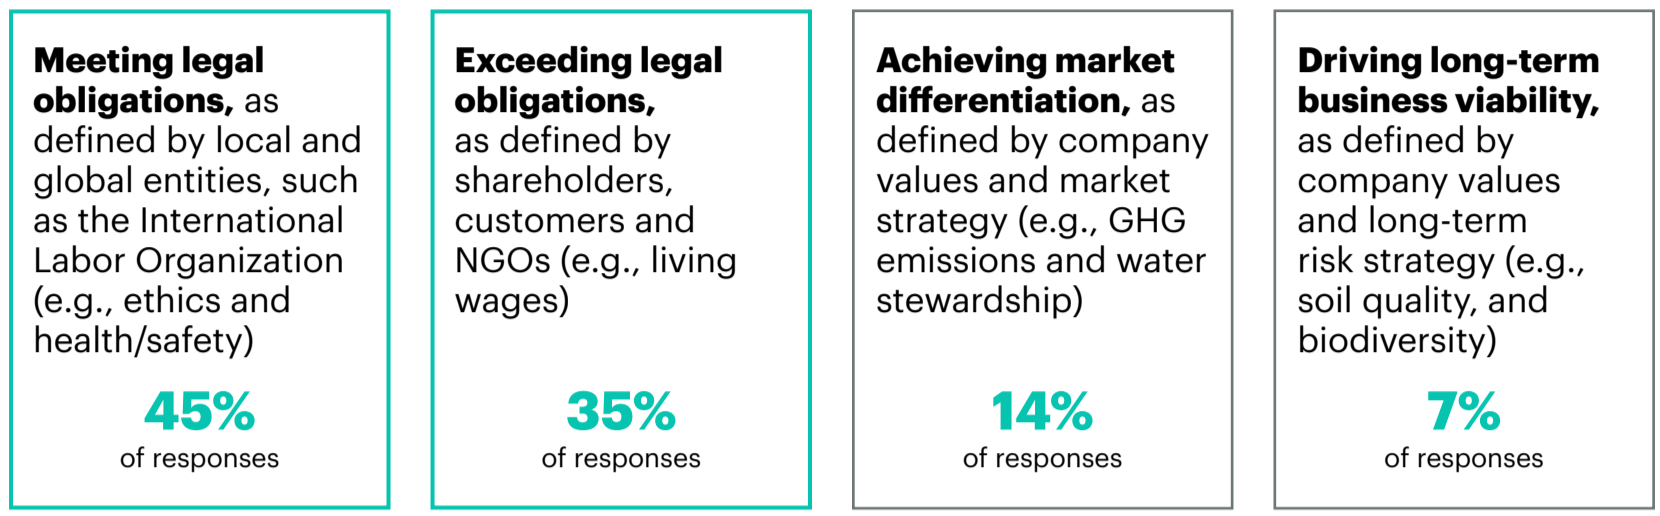 Meeting legal
obligations, as
defined by local and
global entities, such
as the International
Labor Organization
(e.g., ethics and
health/safety)
45%
of responses
Exceeding legal
obligations,
as defined by
shareholders,
customers and
NGOs (e.g., living
wages)
35%
of responses
Achieving market
differentiation, as
defined by company
values and market
strategy (e.g., GHG
emissions and water
stewardship)
14%
of responses
Driving long-term
business viability,
as defined by
company values
and long-term
risk strategy (e.g.,
soil quality, and
biodiversity)
7%
of responses